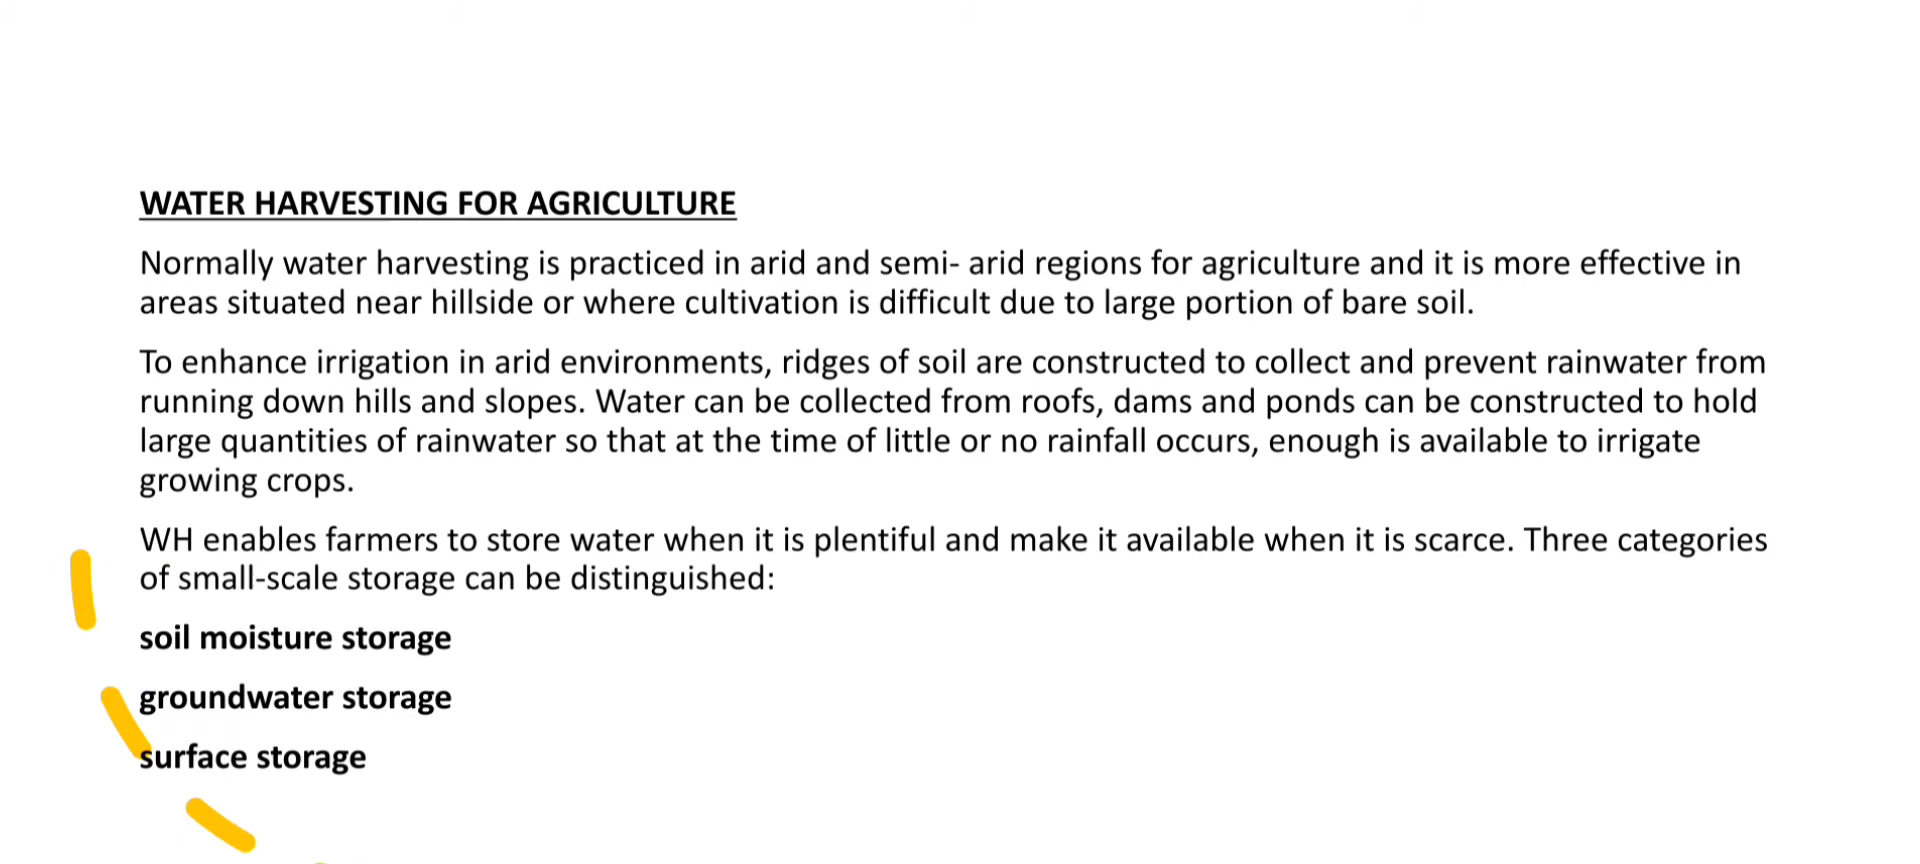 WATER HARVESTING FOR AGRICULTURE
Normally water harvesting is practiced in arid and semi- arid regions for agriculture and it is more effective in
areas situated near hillside or where cultivation is difficult due to large portion of bare soil.
To enhance irrigation in arid environments, ridges of soil are constructed to collect and prevent rainwater from
running down hills and slopes. Water can be collected from roofs, dams and ponds can be constructed to hold
large quantities of rainwater so that at the time of little or no rainfall occurs, enough is available to irrigate
growing crops.
WH enables farmers to store water when it is plentiful and make it available when it is scarce. Three categories
of small-scale storage can be distinguished:
soil moisture storage
groundwater storage
surface storage